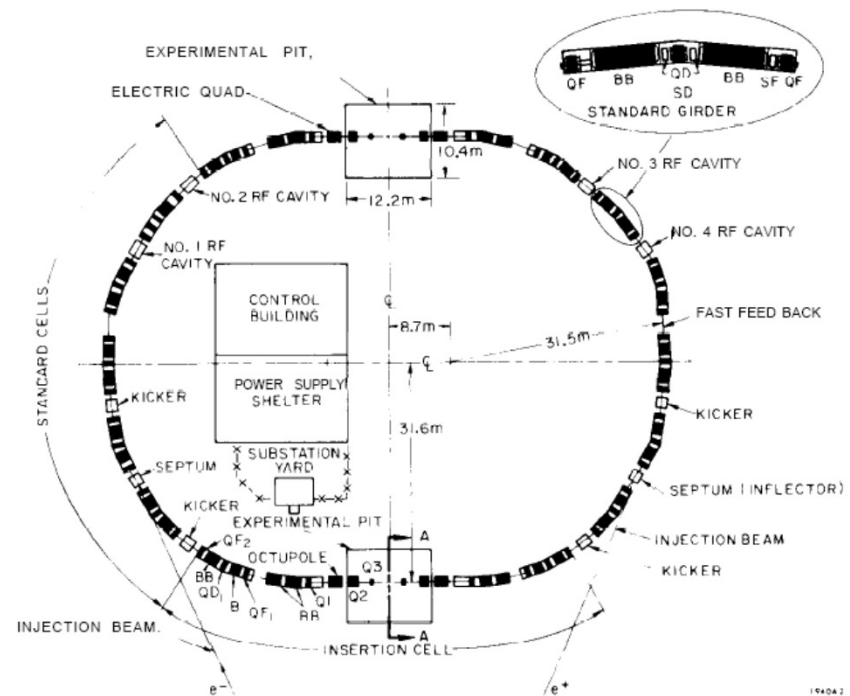 EXPERIMENTAL PIT,
ELECTRIC QUAD
QF BB QD BB SF QF
SD
STANDARD GIRDER
10.4m
12.2m
NO. 3 RF CAVITY
NO. 2 RF CAVITY
NO. 4 RF CAVITY
NO. 1 RF
CAVITY
CONTROL
BUILDING
℄
8.7m
31.5m
FAST FEED BACK
STANDARD CELLS
℄
POWER SUPPLY
SHELTER
KICKER
KICKER
31.6m
SUBSTATION
YARD
SEPTUM
SEPTUM (INFLECTOR)
KICKER
EXPERIMENTAL PIT
A
INJECTION BEAM
QF2
OCTUPOLE
Q3
KICKER
BB
QD1
B
QF1
BB
Q1
Q2
A
INJECTION BEAM.
INSERTION CELL
e-
e+
1940A2